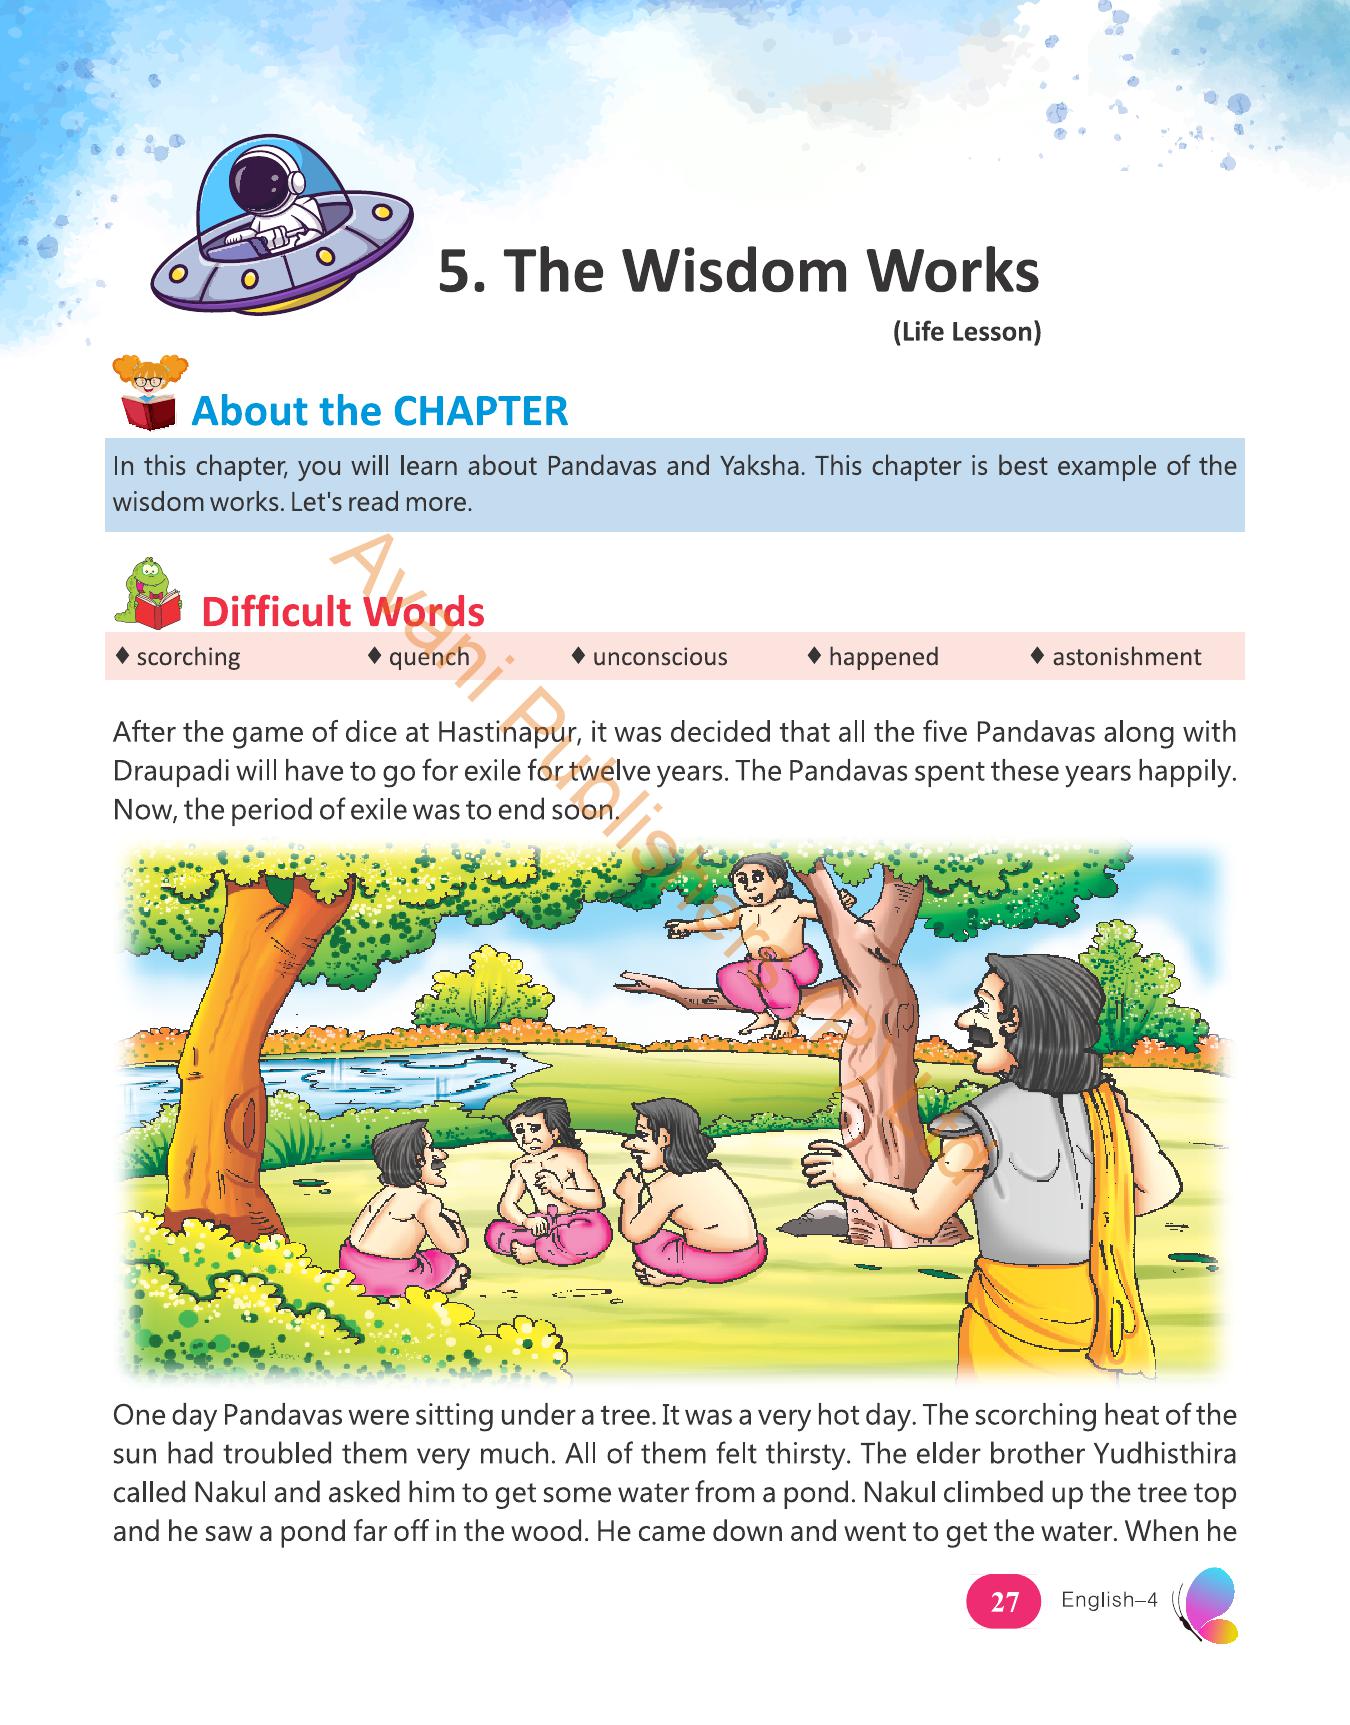 5. The Wisdom Works
(Life Lesson)
About the CHAPTER
In this chapter, you will learn about Pandavas and Yaksha. This chapter is best example of the
wisdom works. Let's read more.
Difficult Words
♦ scorching ♦ quench ♦ unconscious ♦ happened ♦ astonishment
After the game of dice at Hastinapur, it was decided that all the five Pandavas along with
Draupadi will have to go for exile for twelve years. The Pandavas spent these years happily.
Now, the period of exile was to end soon.
One day Pandavas were sitting under a tree. It was a very hot day. The scorching heat of the
sun had troubled them very much. All of them felt thirsty. The elder brother Yudhisthira
called Nakul and asked him to get some water from a pond. Nakul climbed up the tree top
and he saw a pond far off in the wood. He came down and went to get the water. When he
27 English–4
Avani Publishers